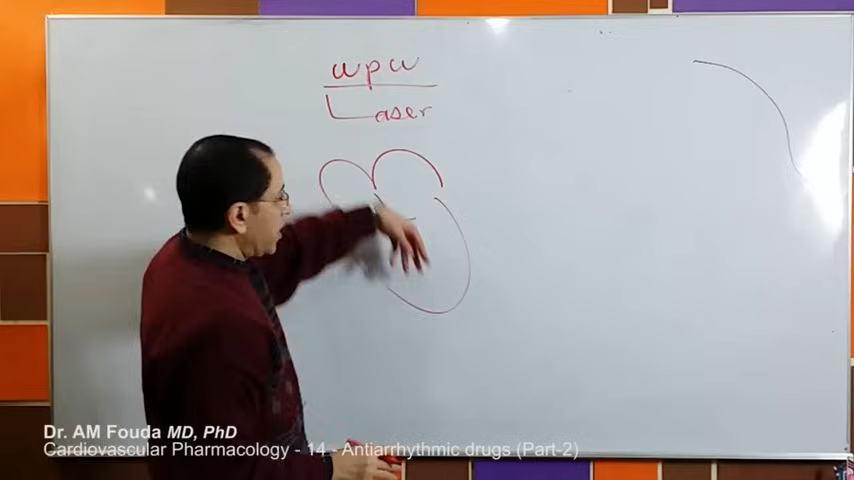 WPW
Laser
Dr. AM Fouda MD, PhD
Cardiovascular Pharmacology - 14 - Antiarrhythmic drugs (Part-2)